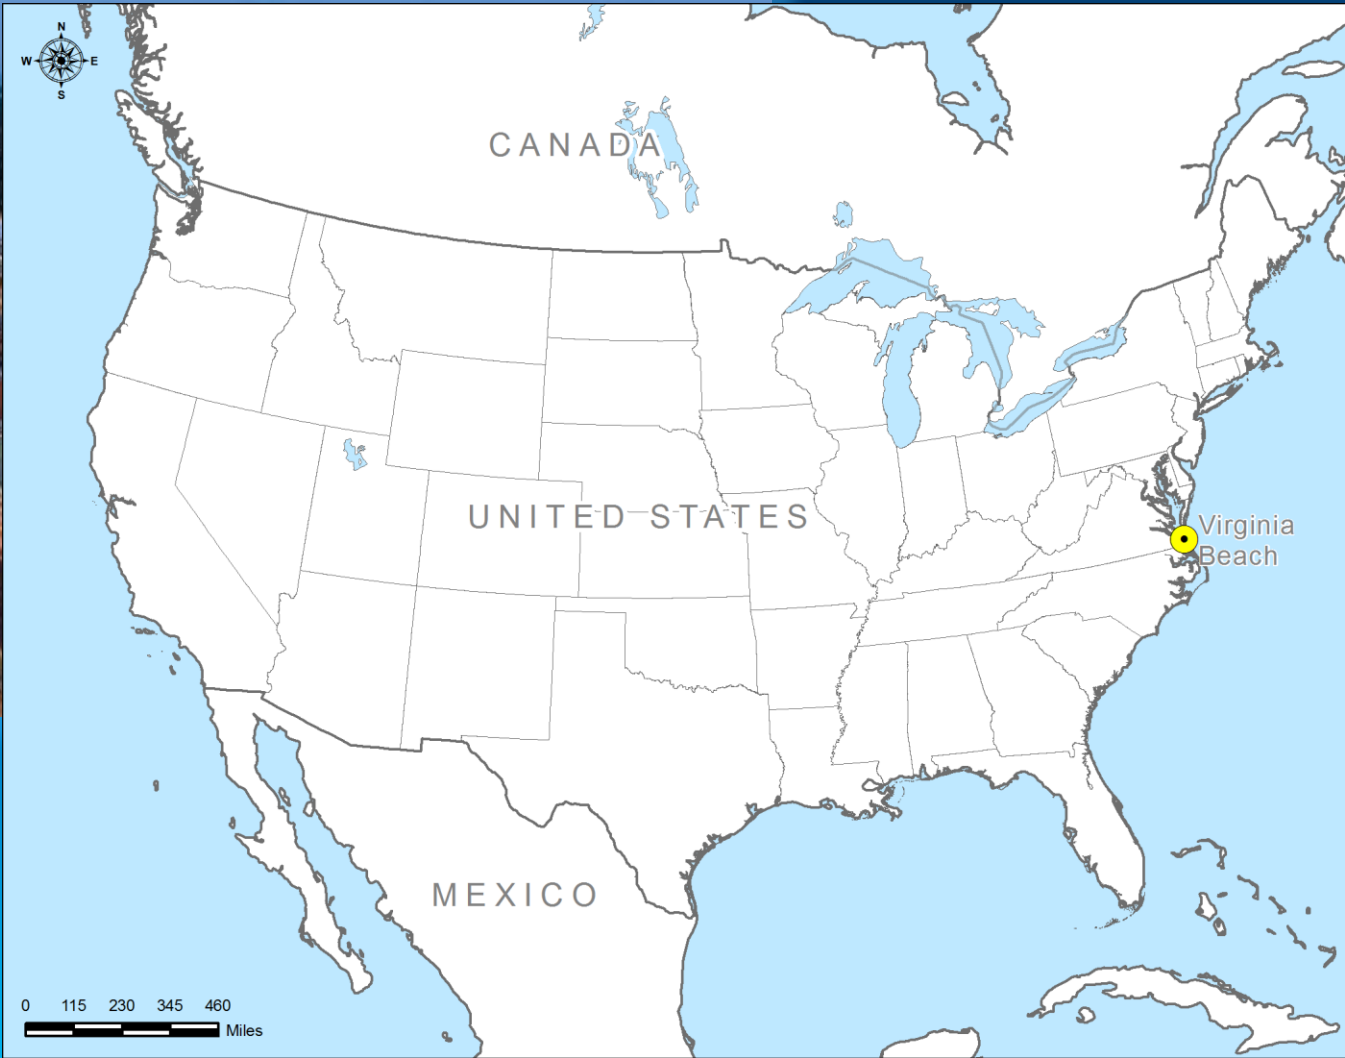 N
W E
S
CANADA
UNITED STATES
Virginia
Beach
MEXICO
0 115 230 345 460
Miles